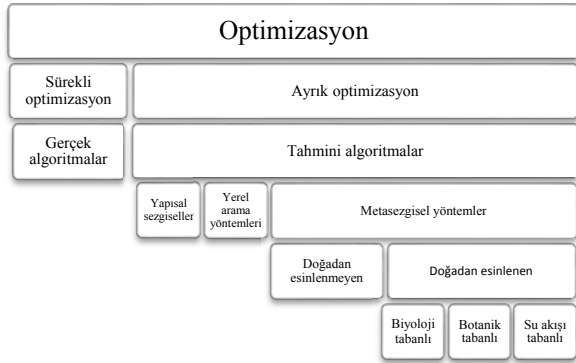 Optimizasyon
Sürekli
optimizasyon
Ayrık optimizasyon
Gerçek
algoritmalar
Tahmini algoritmalar
Yapısal
sezgiseller
Yerel
arama
yöntemleri
Metasezgisel yöntemler
Doğadan
esinlenmeyen
Doğadan esinlenen
Biyoloji
tabanlı
Botanik
tabanlı
Su akışı
tabanlı